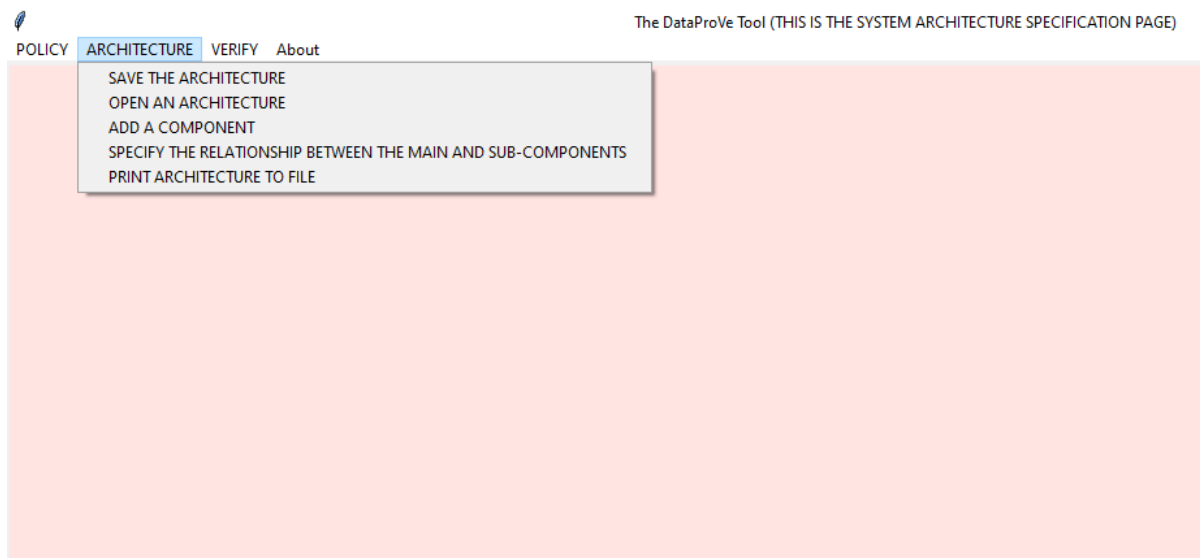 The DataProVe Tool (THIS IS THE SYSTEM ARCHITECTURE SPECIFICATION PAGE)
POLICY ARCHITECTURE VERIFY About
SAVE THE ARCHITECTURE
OPEN AN ARCHITECTURE
ADD A COMPONENT
SPECIFY THE RELATIONSHIP BETWEEN THE MAIN AND SUB-COMPONENTS
PRINT ARCHITECTURE TO FILE